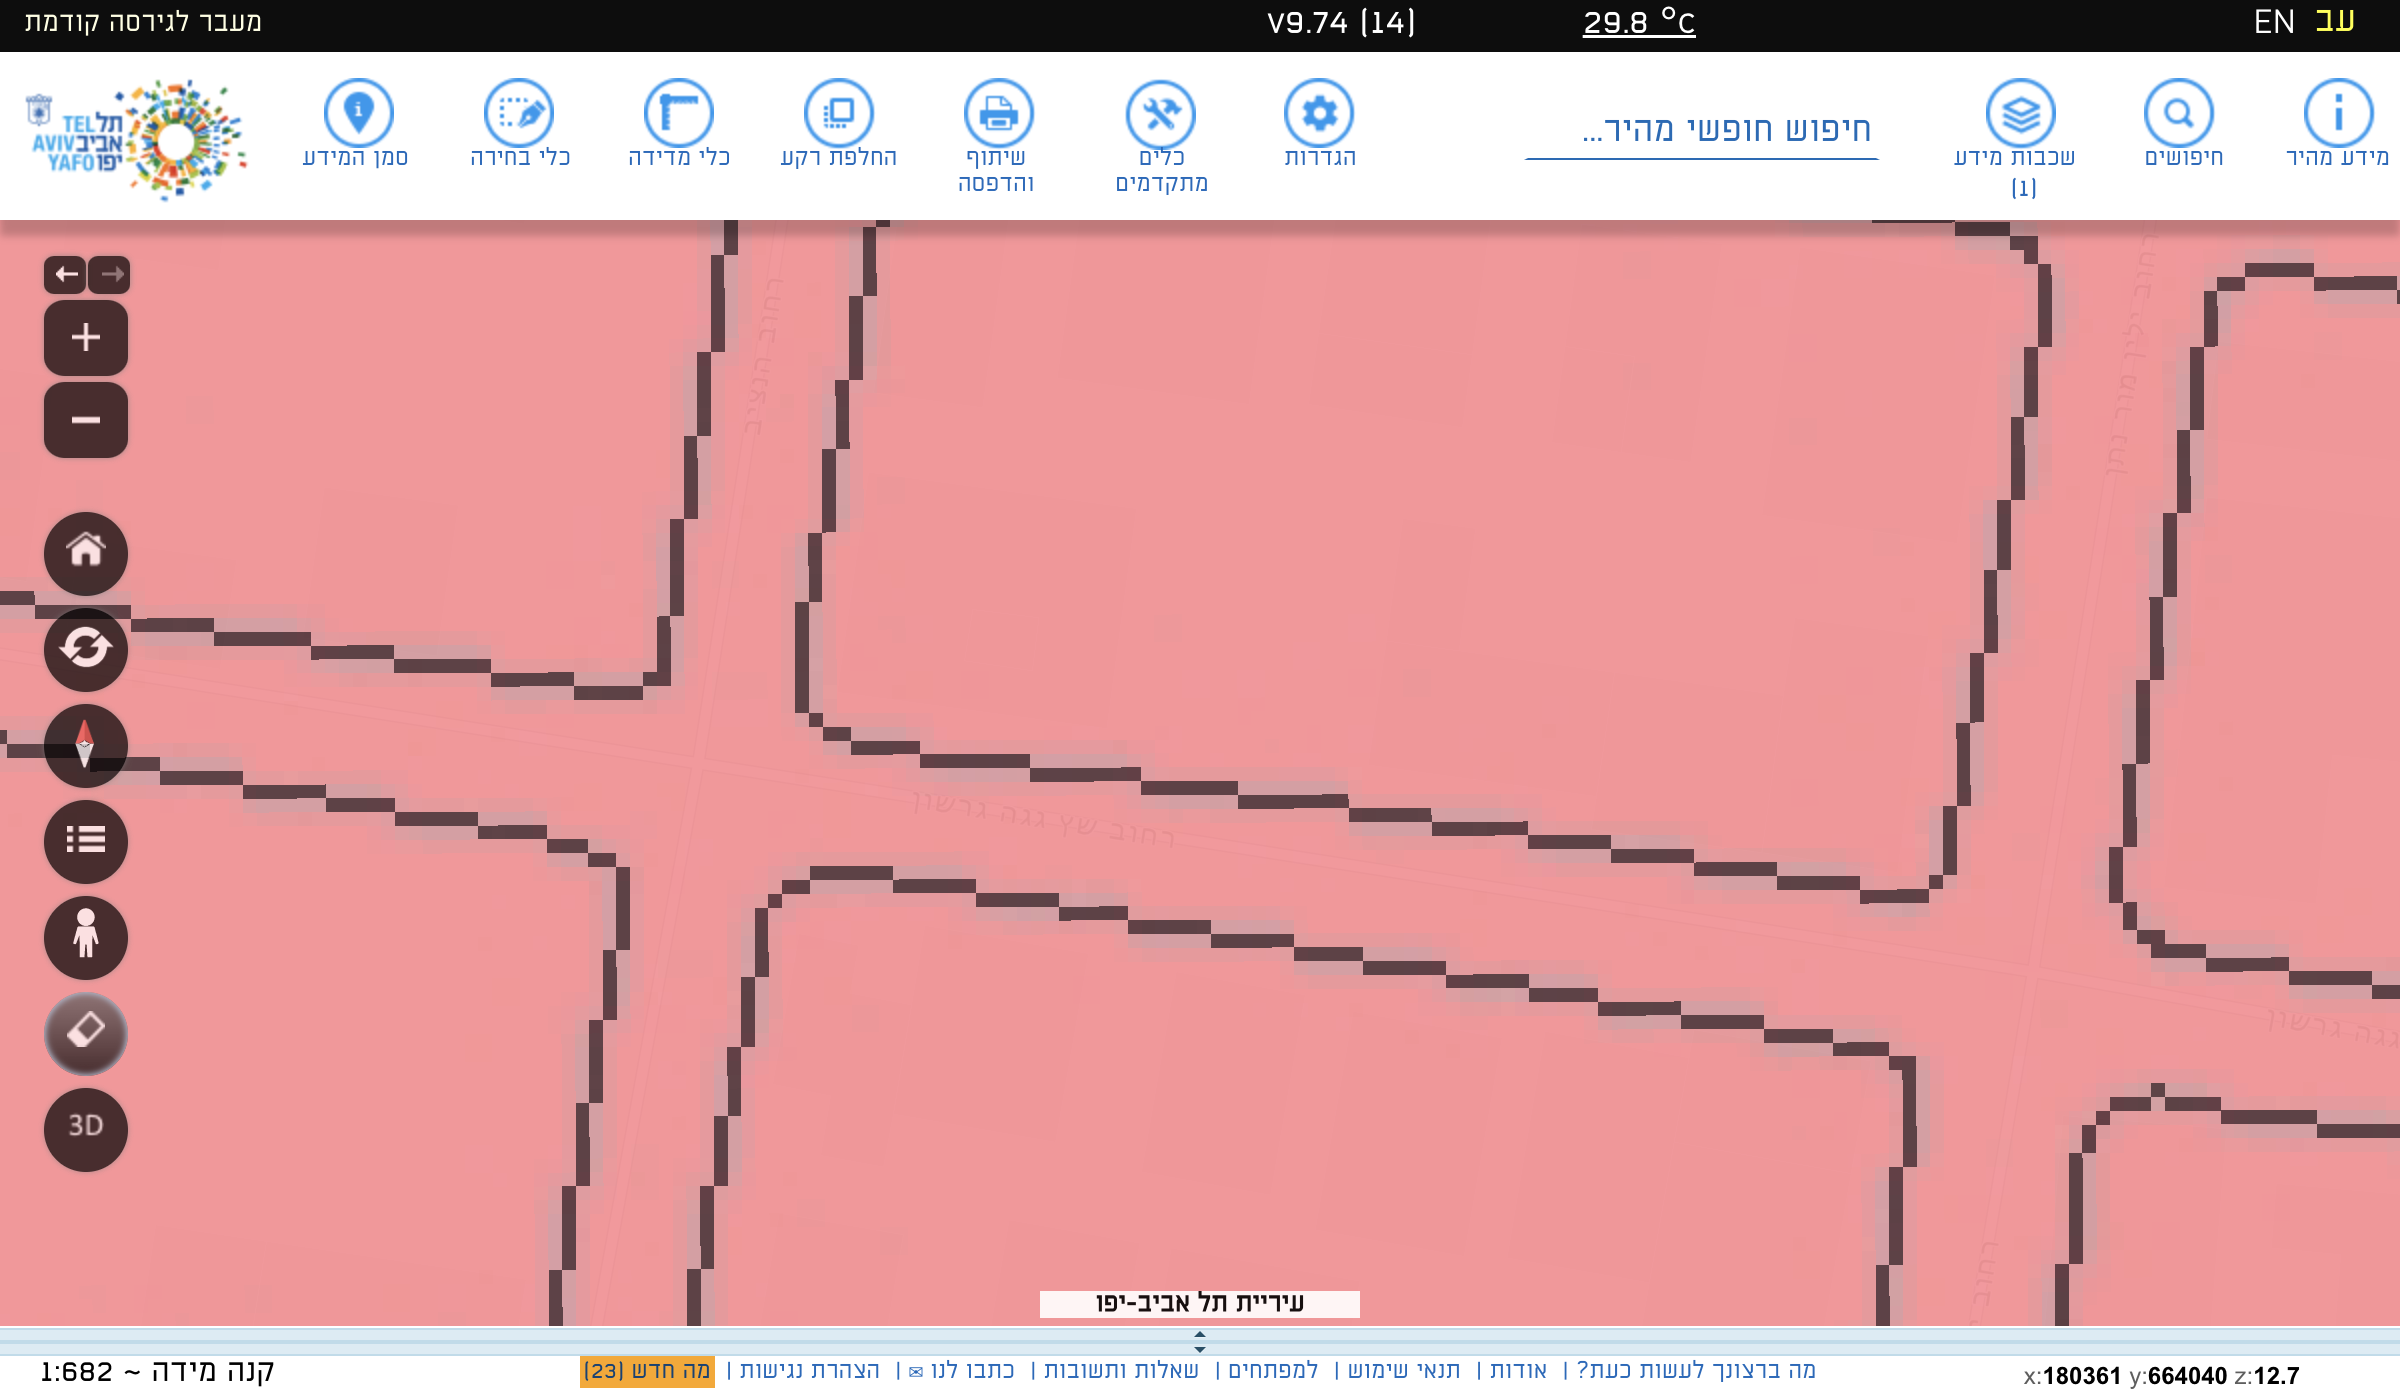 עב EN
29.8 °C
V9.74 (14)
מעבר לגירסה קודמת
מידע מהיר
חיפושים
שכבות מידע
(1)
חיפוש חופשי מהיר...
הגדרות
כלים
מתקדמים
שיתוף
והדפסה
החלפת רקע
כלי מדידה
כלי בחירה
סמן המידע
תל אביב יפו
TEL AVIV YAFO
רחוב הנציב
רחוב ילין מור נתן
רחוב שץ גגה גרשון
גגה גרשון
רחוב
3D
עיריית תל אביב-יפו
x:180361 y:664040 z:12.7
מה ברצונך לעשות כעת? | אודות | תנאי שימוש | למפתחים | שאלות ותשובות | כתבו לנו ✉ | הצהרת נגישות | מה חדש (23)
קנה מידה ~ 1:682